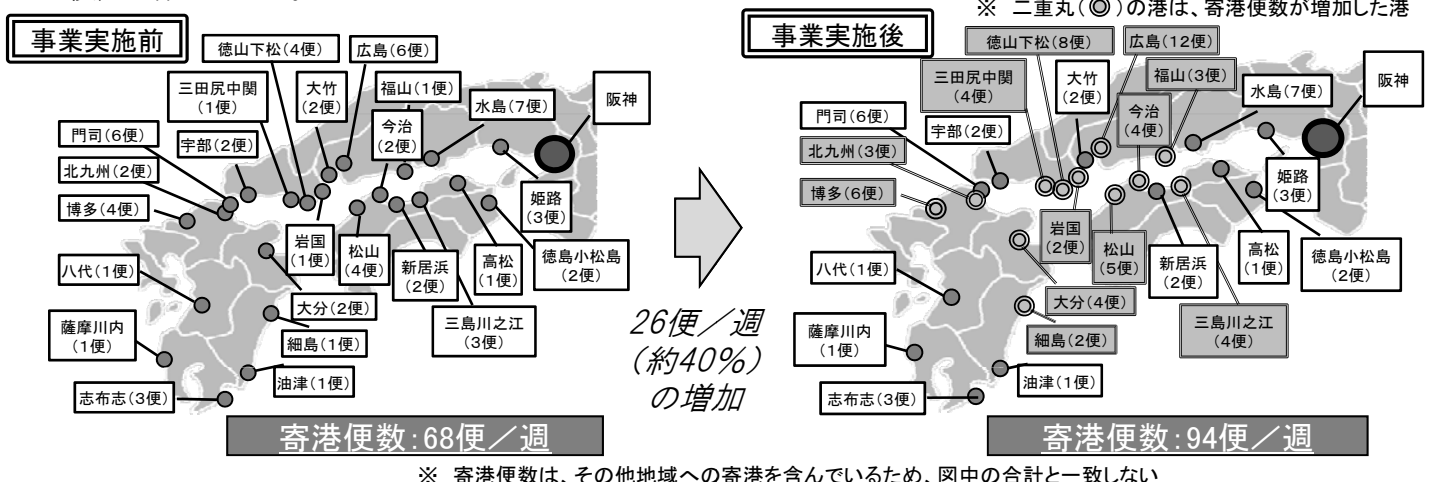 ※ 二重丸(◎)の港は、寄港便数が増加した港
事業実施前
徳山下松(4便)
広島(6便)
三田尻中関
(1便)
大竹
(2便)
福山(1便)
水島(7便)
阪神
門司(6便)
宇部(2便)
今治
(2便)
北九州(2便)
博多(4便)
姫路
(3便)
岩国
(1便)
松山
(4便)
新居浜
(2便)
高松
(1便)
徳島小松島
(2便)
八代(1便)
大分(2便)
三島川之江
(3便)
薩摩川内
(1便)
細島(1便)
油津(1便)
志布志(3便)
寄港便数:68便/週
26便/週
(約40%)
の増加
事業実施後
徳山下松(8便)
広島(12便)
三田尻中関
(4便)
大竹
(2便)
福山(3便)
水島(7便)
阪神
門司(6便)
宇部(2便)
今治
(4便)
北九州(3便)
博多(6便)
姫路
(3便)
岩国
(2便)
松山
(5便)
新居浜
(2便)
高松
(1便)
徳島小松島
(2便)
八代(1便)
大分(4便)
三島川之江
(4便)
薩摩川内
(1便)
細島(2便)
油津(1便)
志布志(3便)
寄港便数:94便/週
※ 寄港便数は、その他地域への寄港を含んでいるため、図中の合計と一致しない